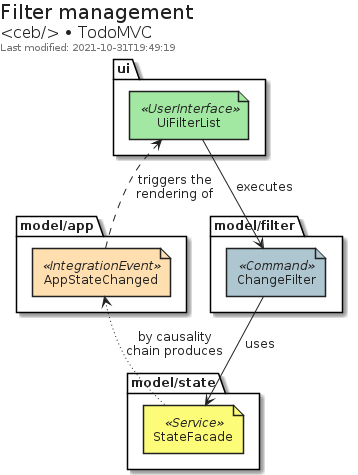 Filter management
<ceb/> • TodoMVC
Last modified: 2021-10-31T19:49:19
ui
«UserInterface»
UiFilterList
triggers the
rendering of
executes
model/app
«IntegrationEvent»
AppStateChanged
model/filter
«Command»
ChangeFilter
by causality
chain produces
uses
model/state
«Service»
StateFacade